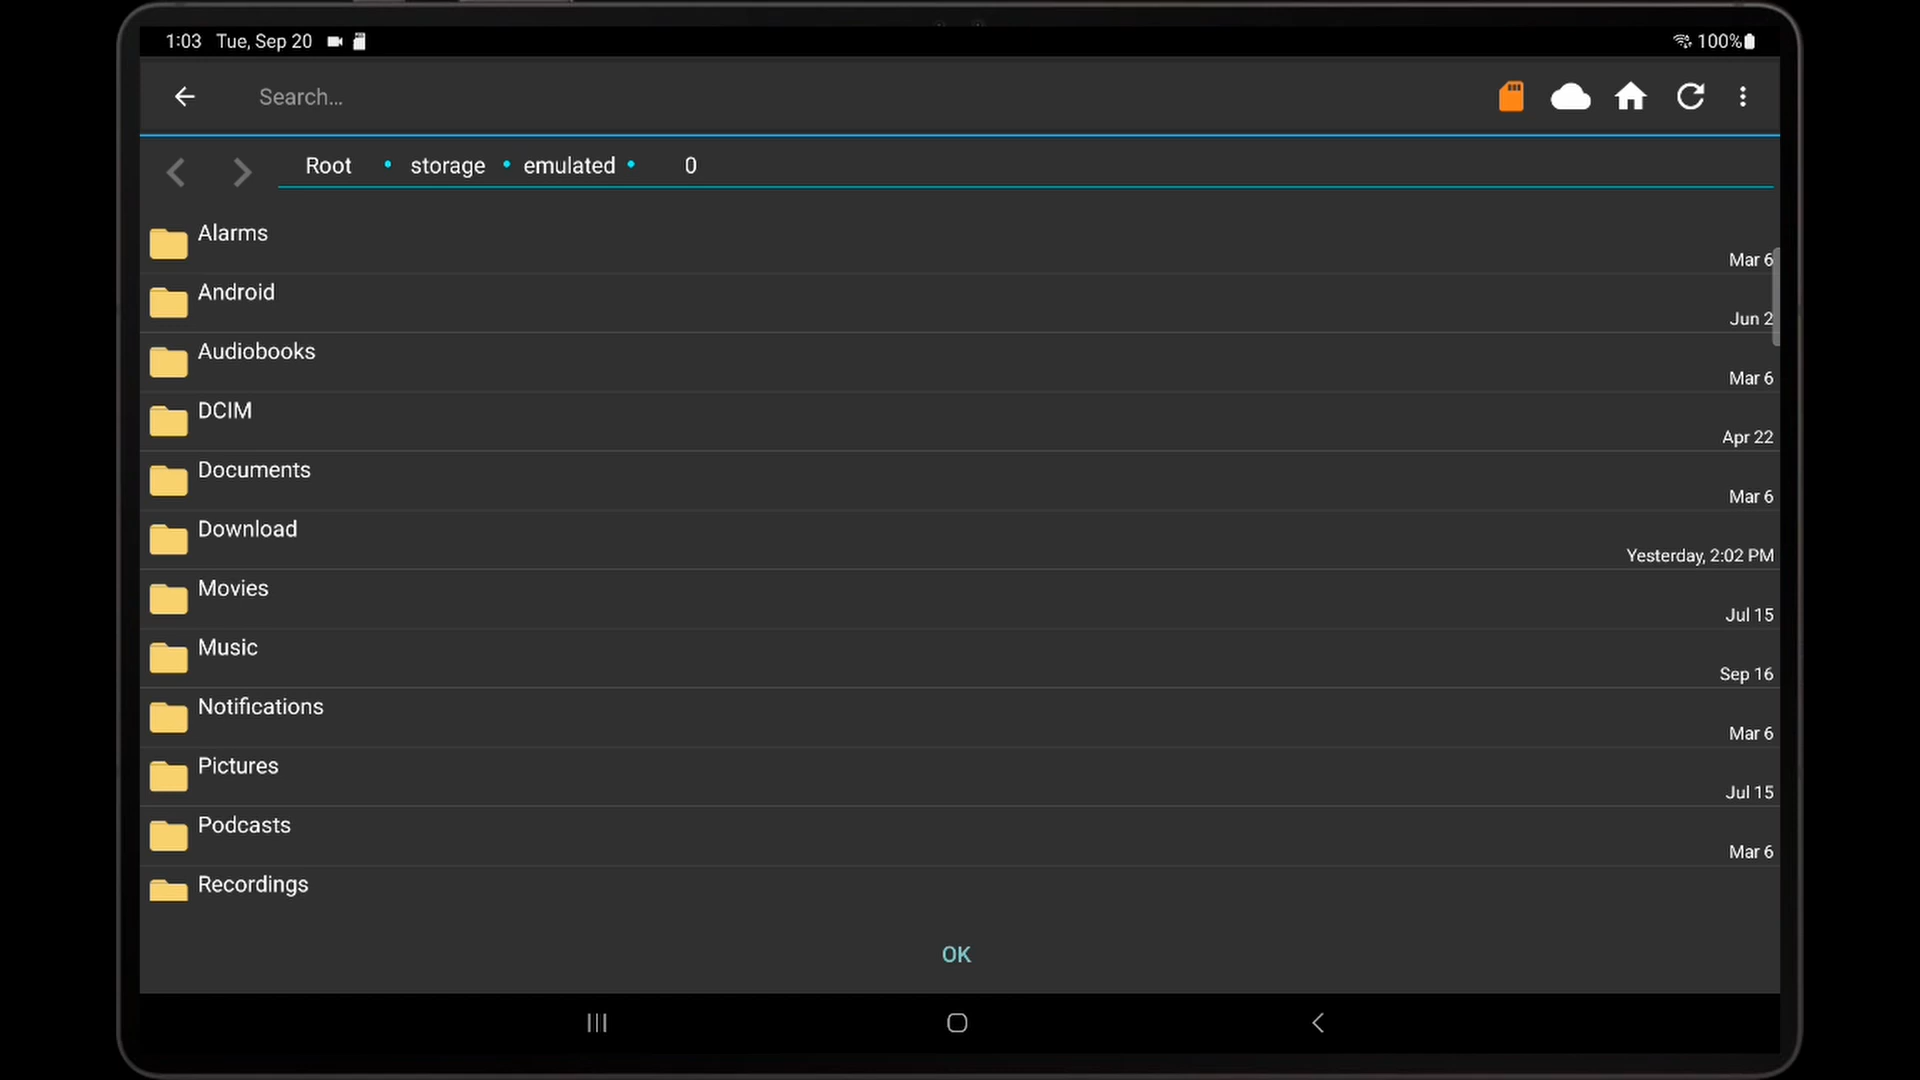 1:03 Tue, Sep 20 100%
Search...
Root • storage • emulated • 0
Alarms
Mar 6
Android
Jun 2
Audiobooks
Mar 6
DCIM
Apr 22
Documents
Mar 6
Download
Yesterday, 2:02 PM
Movies
Jul 15
Music
Sep 16
Notifications
Mar 6
Pictures
Jul 15
Podcasts
Mar 6
Recordings
OK